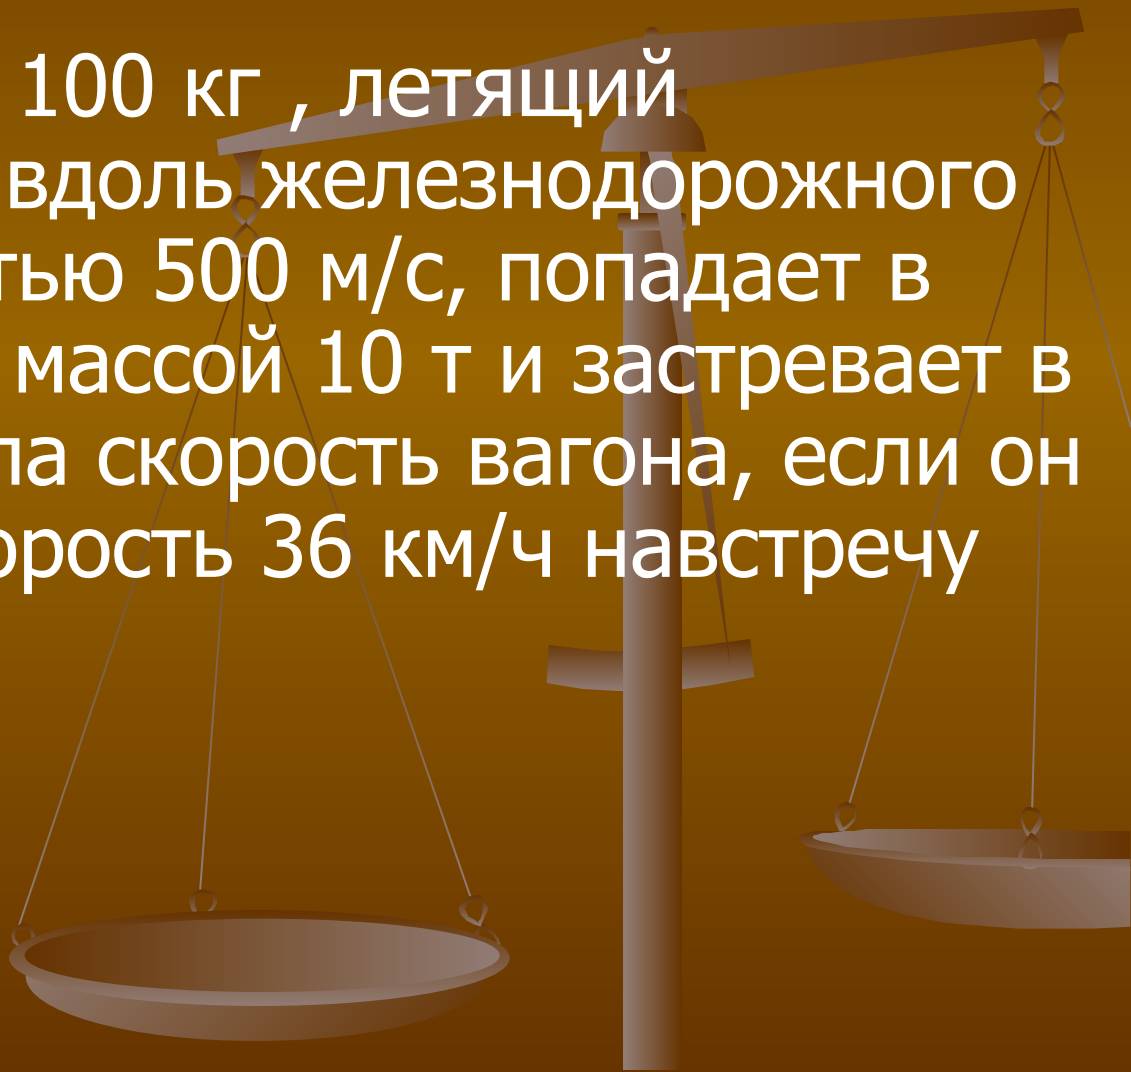 100 кг , летящий
вдоль железнодорожного
тью 500 м/с, попадает в
массой 10 т и застревает в
ла скорость вагона, если он
орость 36 км/ч навстречу